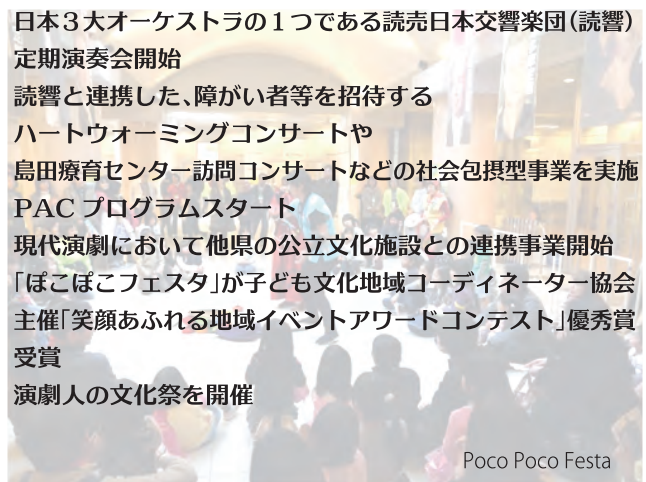 日本３大オーケストラの１つである読売日本交響楽団（読響）
定期演奏会開始
読響と連携した、障がい者等を招待する
ハートウォーミングコンサートや
島田療育センター訪問コンサートなどの社会包摂型事業を実施
PAC プログラムスタート
現代演劇において他県の公立文化施設との連携事業開始
「ぽこぽこフェスタ」が子ども文化地域コーディネーター協会
主催「笑顔あふれる地域イベントアワードコンテスト」優秀賞
受賞
演劇人の文化祭を開催
Poco Poco Festa